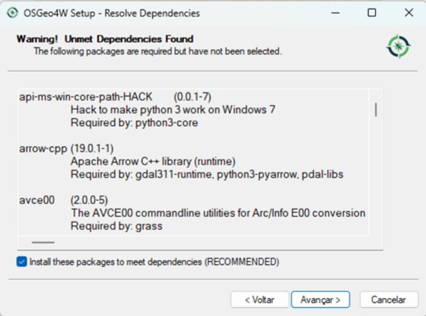 OSGeo4W Setup - Resolve Dependencies
Warning! Unmet Dependencies Found
The following packages are required but have not been selected.
api-ms-win-core-path-HACK (0.0.1-7)
Hack to make python 3 work on Windows 7
Required by: python3-core
arrow-cpp (19.0.1-1)
Apache Arrow C++ library (runtime)
Required by: gdal311-runtime, python3-pyarrow, pdal-libs
avce00 (2.0.0-5)
The AVCE00 commandline utilities for Arc/Info E00 conversion
Required by: grass
Install these packages to meet dependencies (RECOMMENDED)
< Voltar Avançar > Cancelar